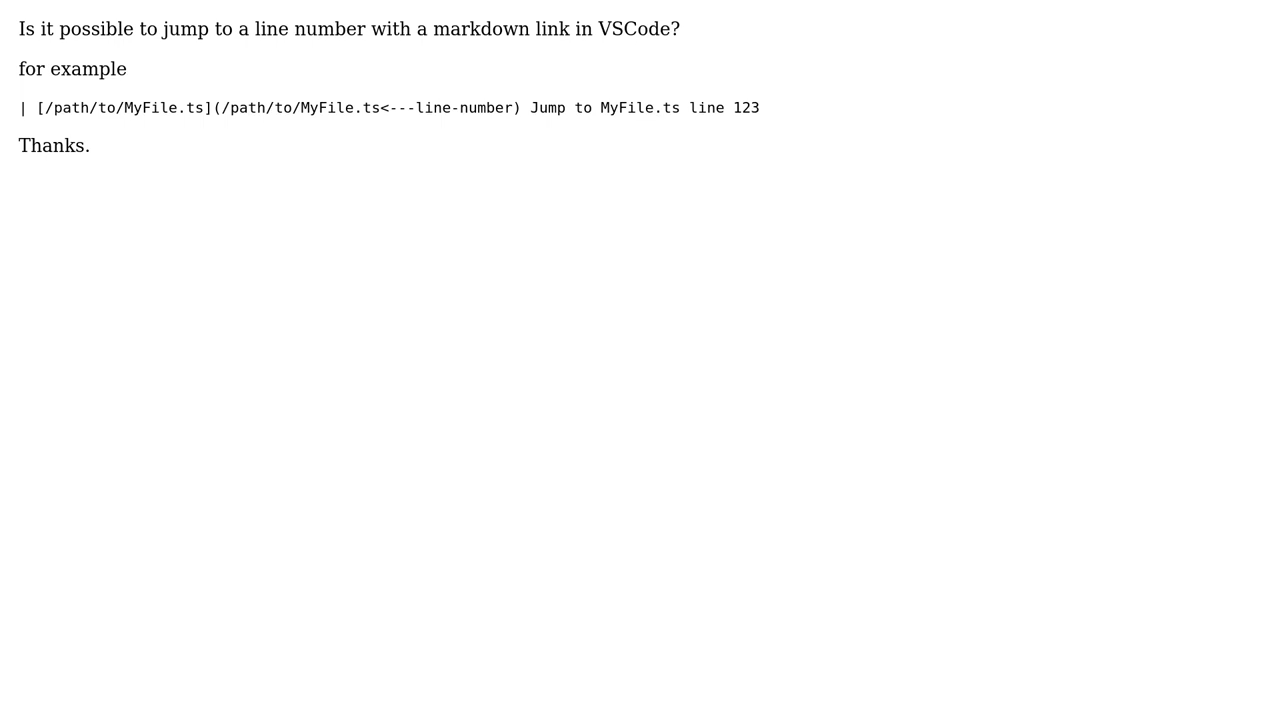 Is it possible to jump to a line number with a markdown link in VSCode?
for example
| [/path/to/MyFile.ts](/path/to/MyFile.ts<---line-number) Jump to MyFile.ts line 123
Thanks.